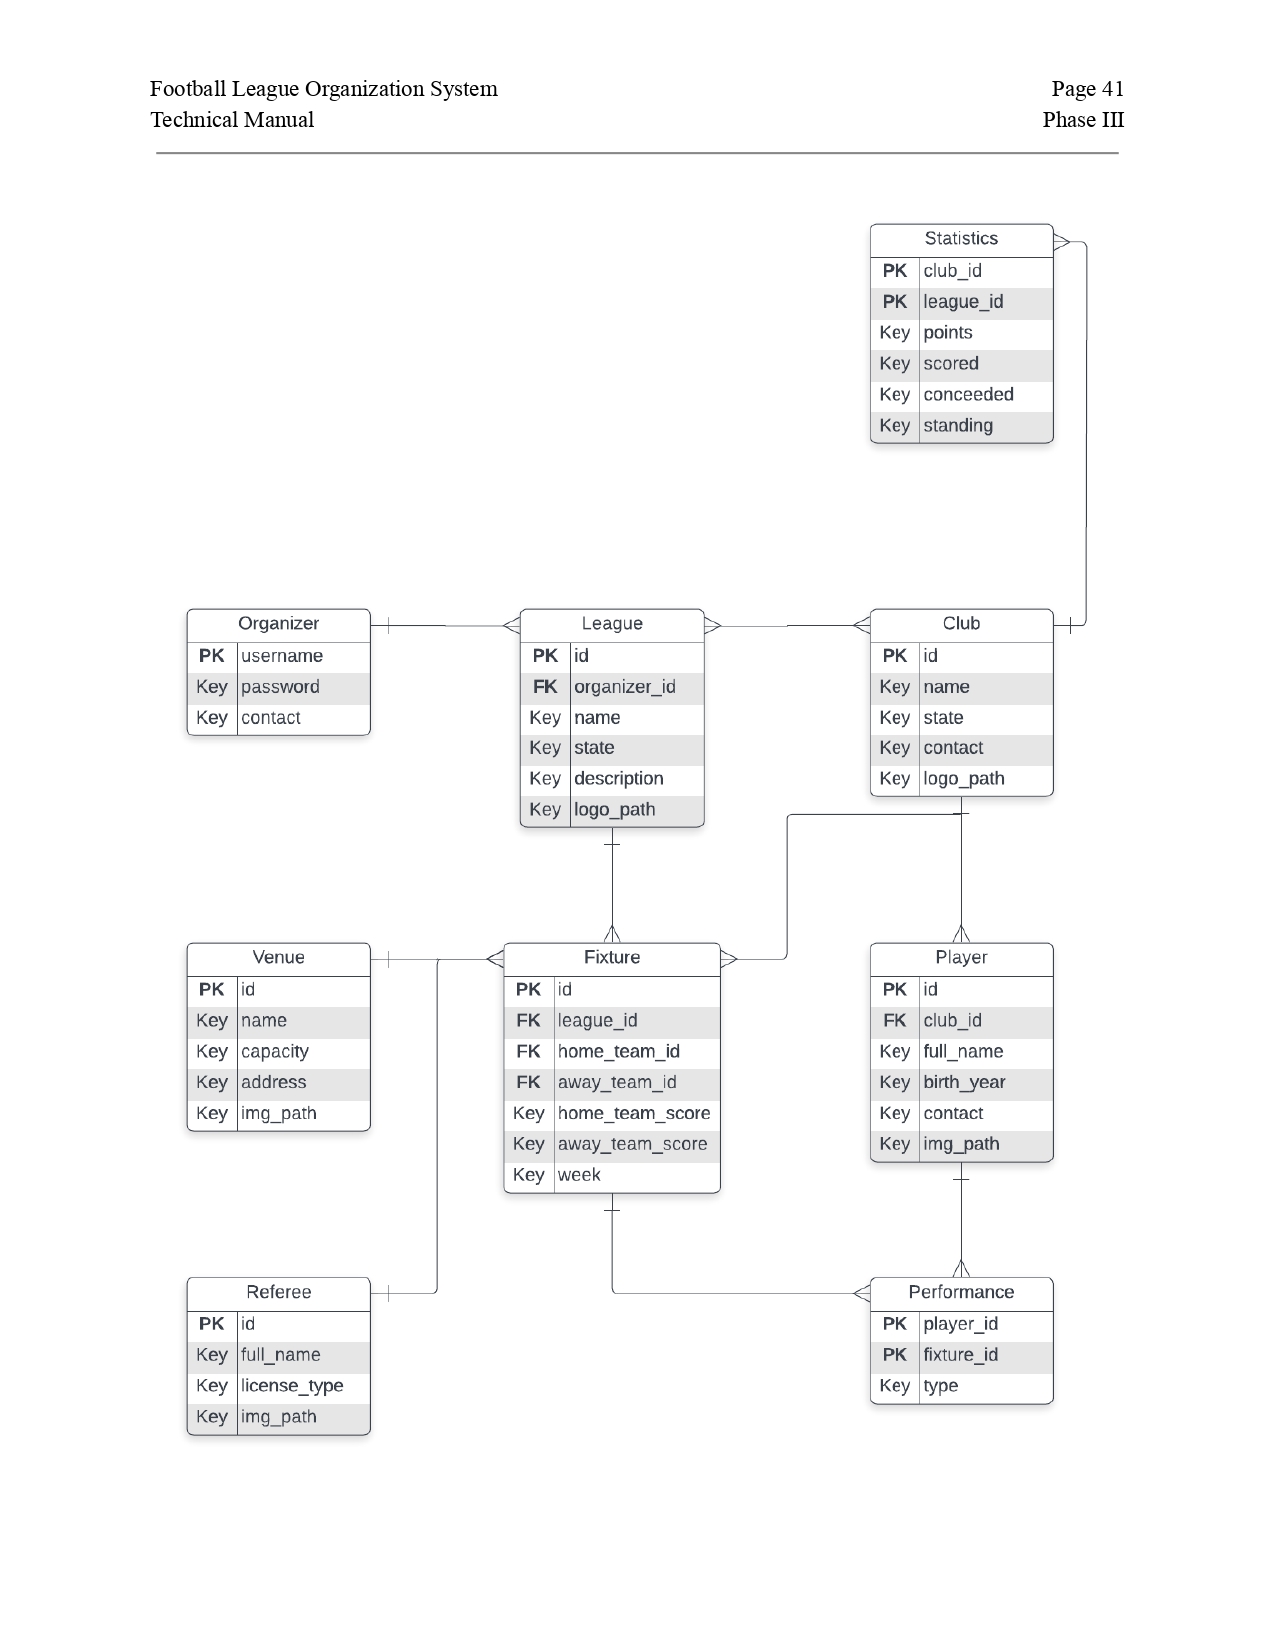 Football League Organization System
Page 41
Technical Manual
Phase III
Statistics
PK club_id
PK league_id
Key points
Key scored
Key conceeded
Key standing
Organizer
PK username
Key password
Key contact
League
PK id
FK organizer_id
Key name
Key state
Key description
Key logo_path
Club
PK id
Key name
Key state
Key contact
Key logo_path
Venue
PK id
Key name
Key capacity
Key address
Key img_path
Fixture
PK id
FK league_id
FK home_team_id
FK away_team_id
Key home_team_score
Key away_team_score
Key week
Player
PK id
FK club_id
Key full_name
Key birth_year
Key contact
Key img_path
Referee
PK id
Key full_name
Key license_type
Key img_path
Performance
PK player_id
PK fixture_id
Key type